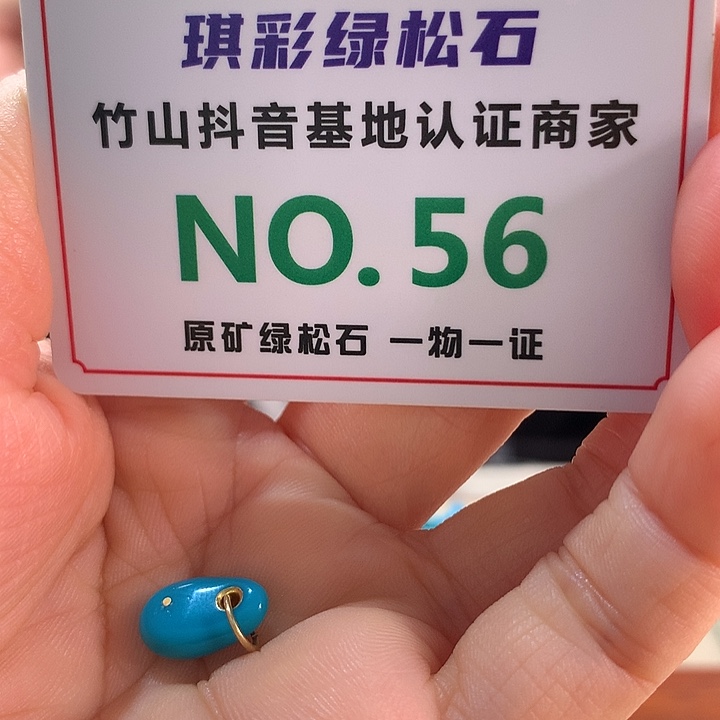 琪彩绿松石
竹山抖音基地认证商家
NO. 56
原矿绿松石 一物一证